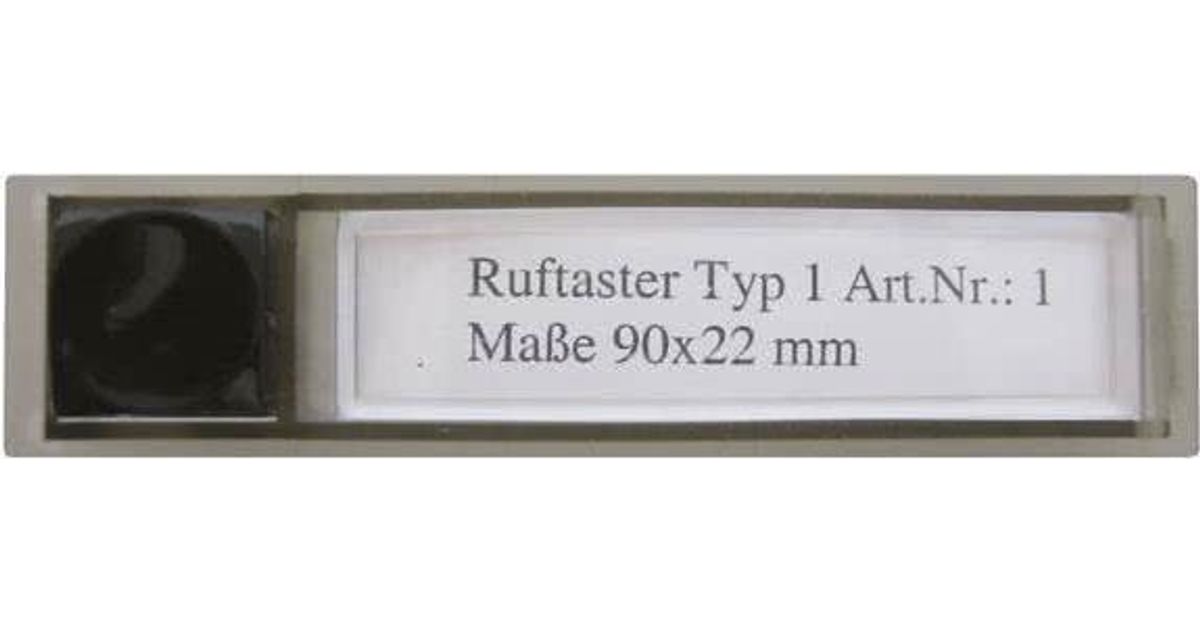 Ruftaster Typ 1 Art.Nr.: 1
Maße 90x22 mm